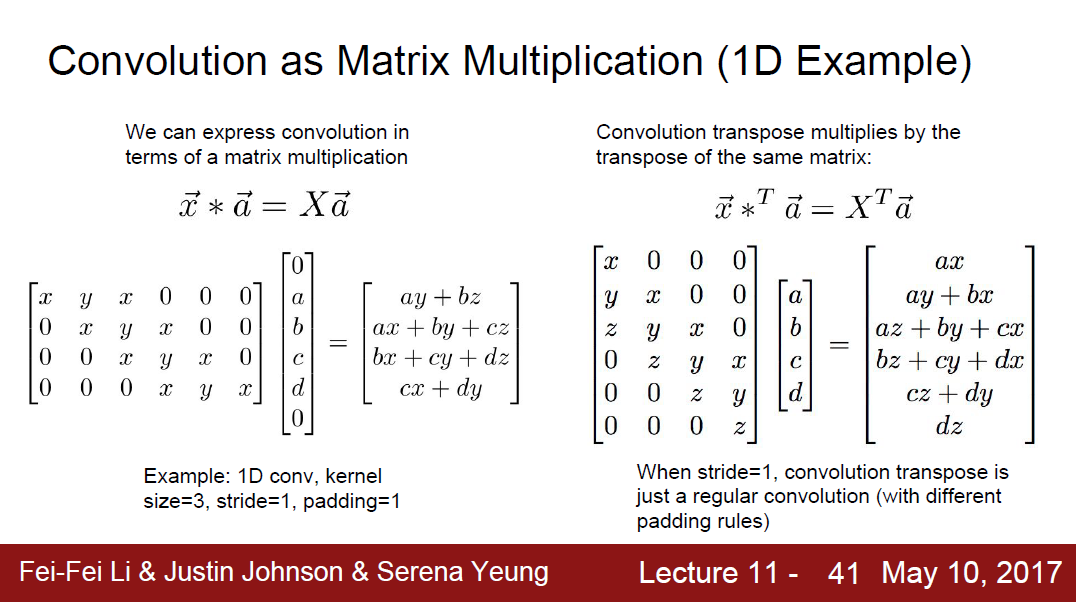 Convolution as Matrix Multiplication (1D Example)
We can express convolution in
terms of a matrix multiplication
$\vec{x} * \vec{a} = X\vec{a}$
$\begin{bmatrix} x & y & x & 0 & 0 & 0 \\ 0 & x & y & x & 0 & 0 \\ 0 & 0 & x & y & x & 0 \\ 0 & 0 & 0 & x & y & x \end{bmatrix} \begin{bmatrix} 0 \\ a \\ b \\ c \\ d \\ 0 \end{bmatrix} = \begin{bmatrix} ay + bz \\ ax + by + cz \\ bx + cy + dz \\ cx + dy \end{bmatrix}$
Example: 1D conv, kernel
size=3, stride=1, padding=1
Convolution transpose multiplies by the
transpose of the same matrix:
$\vec{x} *^T \vec{a} = X^T\vec{a}$
$\begin{bmatrix} x & 0 & 0 & 0 \\ y & x & 0 & 0 \\ z & y & x & 0 \\ 0 & z & y & x \\ 0 & 0 & z & y \\ 0 & 0 & 0 & z \end{bmatrix} \begin{bmatrix} a \\ b \\ c \\ d \end{bmatrix} = \begin{bmatrix} ax \\ ay + bx \\ az + by + cx \\ bz + cy + dx \\ cz + dy \\ dz \end{bmatrix}$
When stride=1, convolution transpose is
just a regular convolution (with different
padding rules)
Fei-Fei Li & Justin Johnson & Serena Yeung
Lecture 11 - 41 May 10, 2017